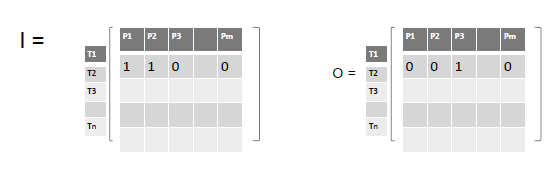 I =
P1 P2 P3 Pm
T1
T2 1 1 0 0
T3
Tn
O =
P1 P2 P3 Pm
T1
T2 0 0 1 0
T3
Tn